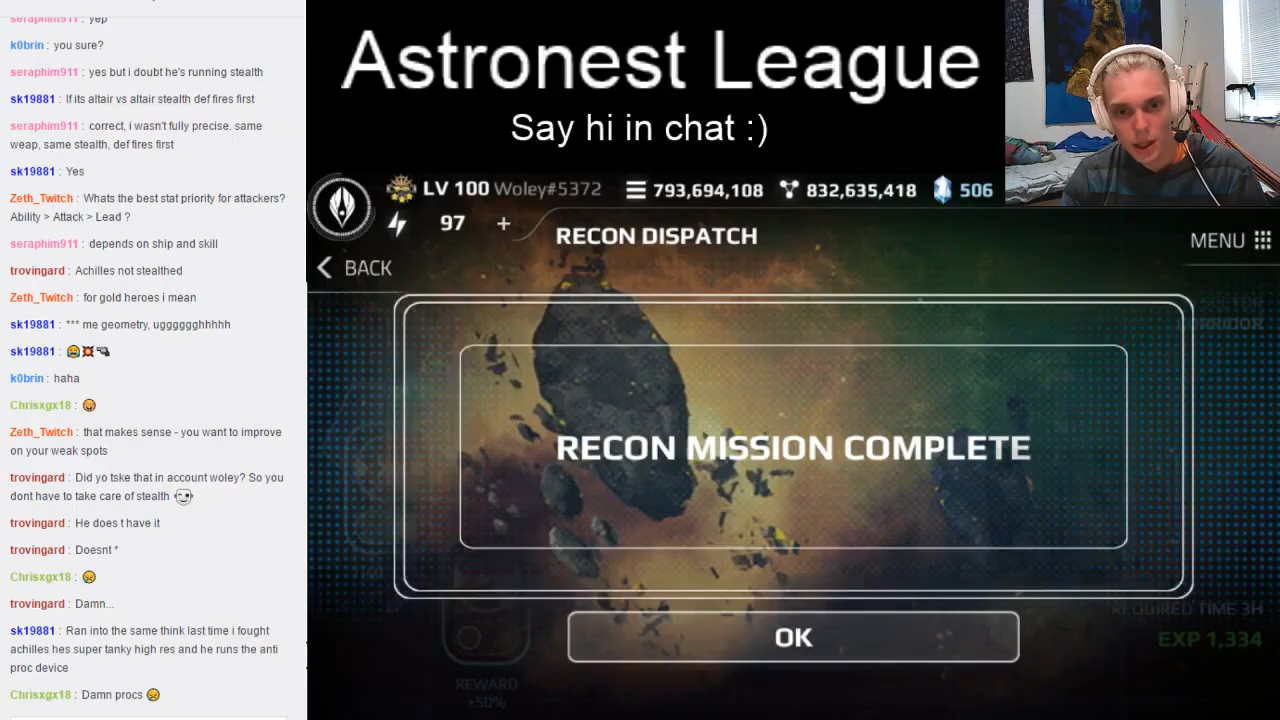 seraphim911 : yep
k0brin : you sure?
seraphim911 : yes but i doubt he's running stealth
sk19881 : If its altair vs altair stealth def fires first
seraphim911 : correct, i wasn't fully precise. same
weap, same stealth, def fires first
sk19881 : Yes
Zeth_Twitch : Whats the best stat priority for attackers?
Ability > Attack > Lead ?
seraphim911 : depends on ship and skill
trovingard : Achilles not stealthed
Zeth_Twitch : for gold heroes i mean
sk19881 : *** me geometry, ugggggghhhhh
sk19881 :
k0brin : haha
Chrisxgx18 :
Zeth_Twitch : that makes sense - you want to improve
on your weak spots
trovingard : Did yo tske that in account woley? So you
dont have to take care of stealth
trovingard : He does t have it
trovingard : Doesnt *
Chrisxgx18 :
trovingard : Damn...
sk19881 : Ran into the same think last time i fought
achilles hes super tanky high res and he runs the anti
proc device
Chrisxgx18 : Damn procs
Astronest League
Say hi in chat :)
LV 100 Woley#5372
793,694,108
832,635,418
506
97 +
RECON DISPATCH
MENU
BACK
SECTOR
RECON MISSION COMPLETE
OK
REQUIRED TIME 3H
EXP 1,334
REWARD
+50%